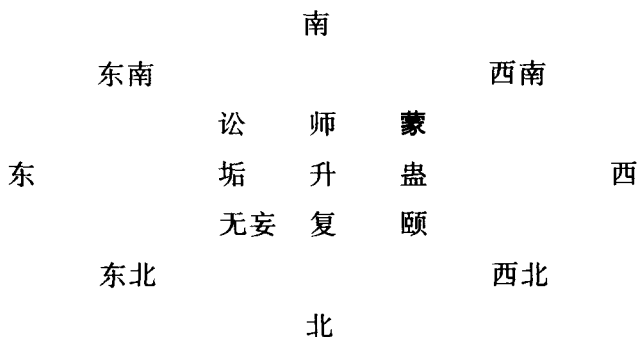 南
东南 西南
讼 师 蒙
东 垢 升 蛊 西
无妄 复 颐
东北 西北
北